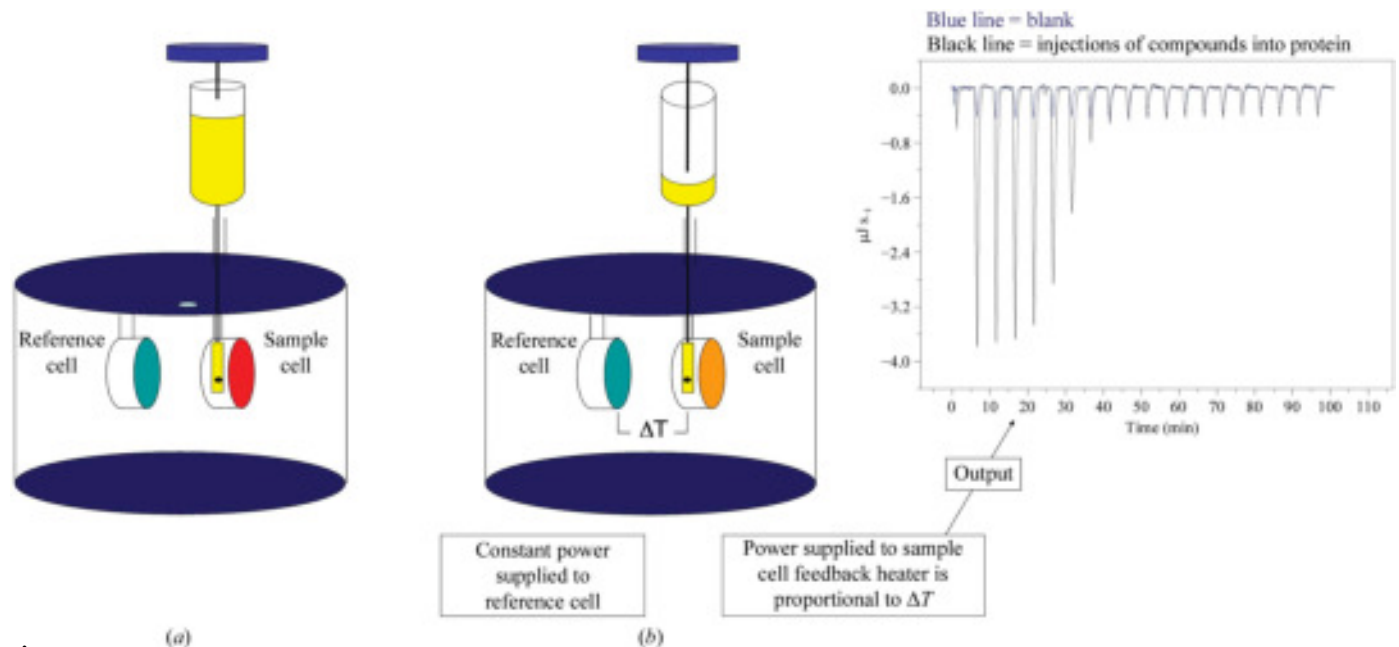 Blue line = blank
Black line = injections of compounds into protein
0.0
−0.8
−1.6
−2.4
−3.2
−4.0
µJ s
0 10 20 30 40 50 60 70 80 90 100 110
Time (min)
Reference
cell
Sample
cell
Reference
cell
Sample
cell
ΔT
Output
Constant power
supplied to
reference cell
Power supplied to sample
cell feedback heater is
proportional to ΔT
(a)
(b)